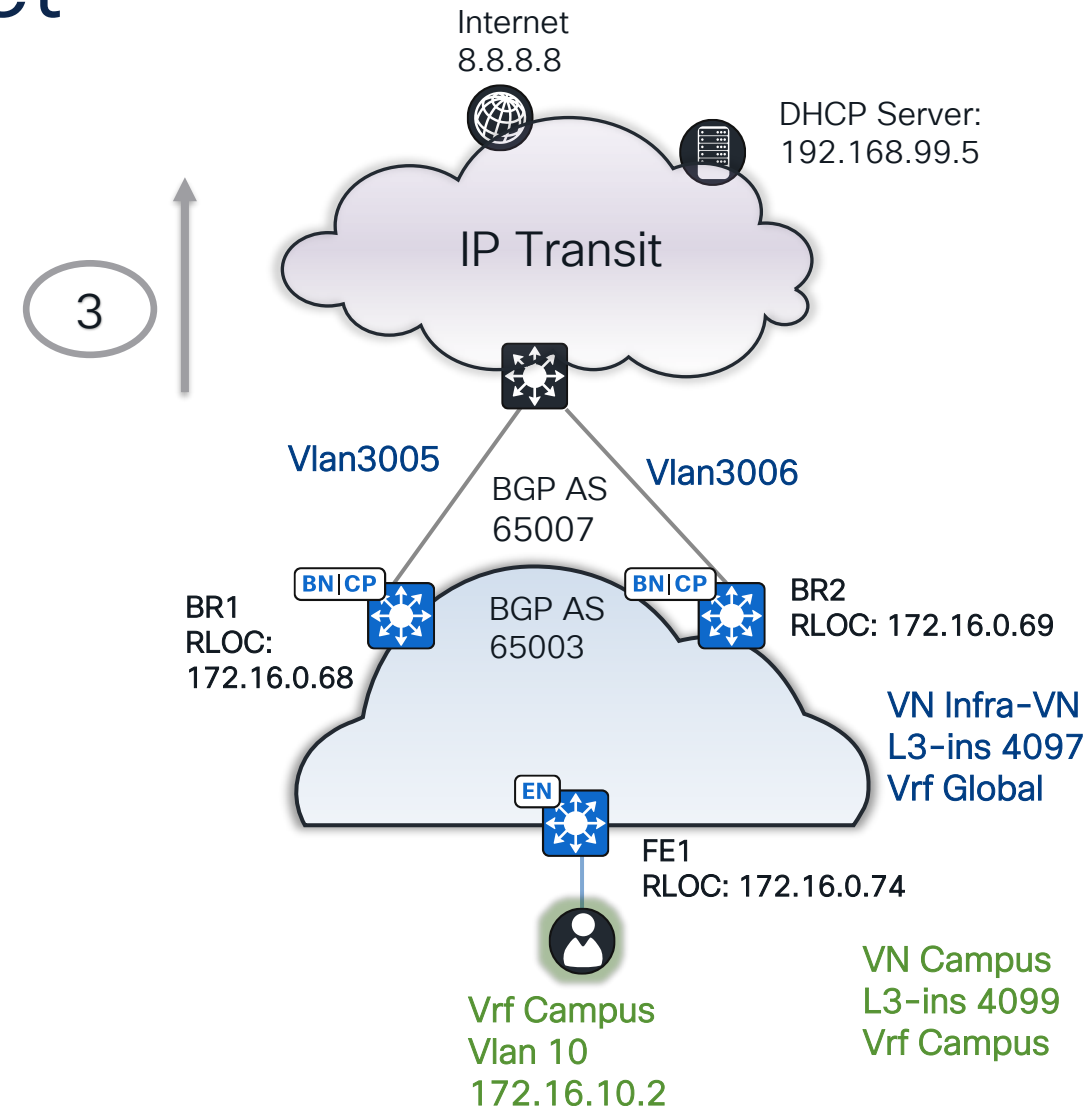 Internet
8.8.8.8
DHCP Server:
192.168.99.5
IP Transit
3
Vlan3005
Vlan3006
BGP AS
65007
BN|CP
BN|CP
BR1
RLOC:
172.16.0.68
BGP AS
65003
BR2
RLOC: 172.16.0.69
VN Infra-VN
L3-ins 4097
Vrf Global
EN
FE1
RLOC: 172.16.0.74
Vrf Campus
Vlan 10
172.16.10.2
VN Campus
L3-ins 4099
Vrf Campus